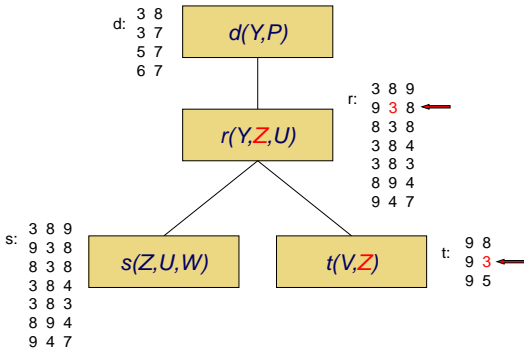 d:
3 8
3 7
5 7
6 7
d(Y,P)
r:
3 8 9
9 3 8
8 3 8
3 8 4
3 8 3
8 9 4
9 4 7
r(Y,Z,U)
s:
3 8 9
9 3 8
8 3 8
3 8 4
3 8 3
8 9 4
9 4 7
s(Z,U,W)
t(V,Z)
t:
9 8
9 3
9 5